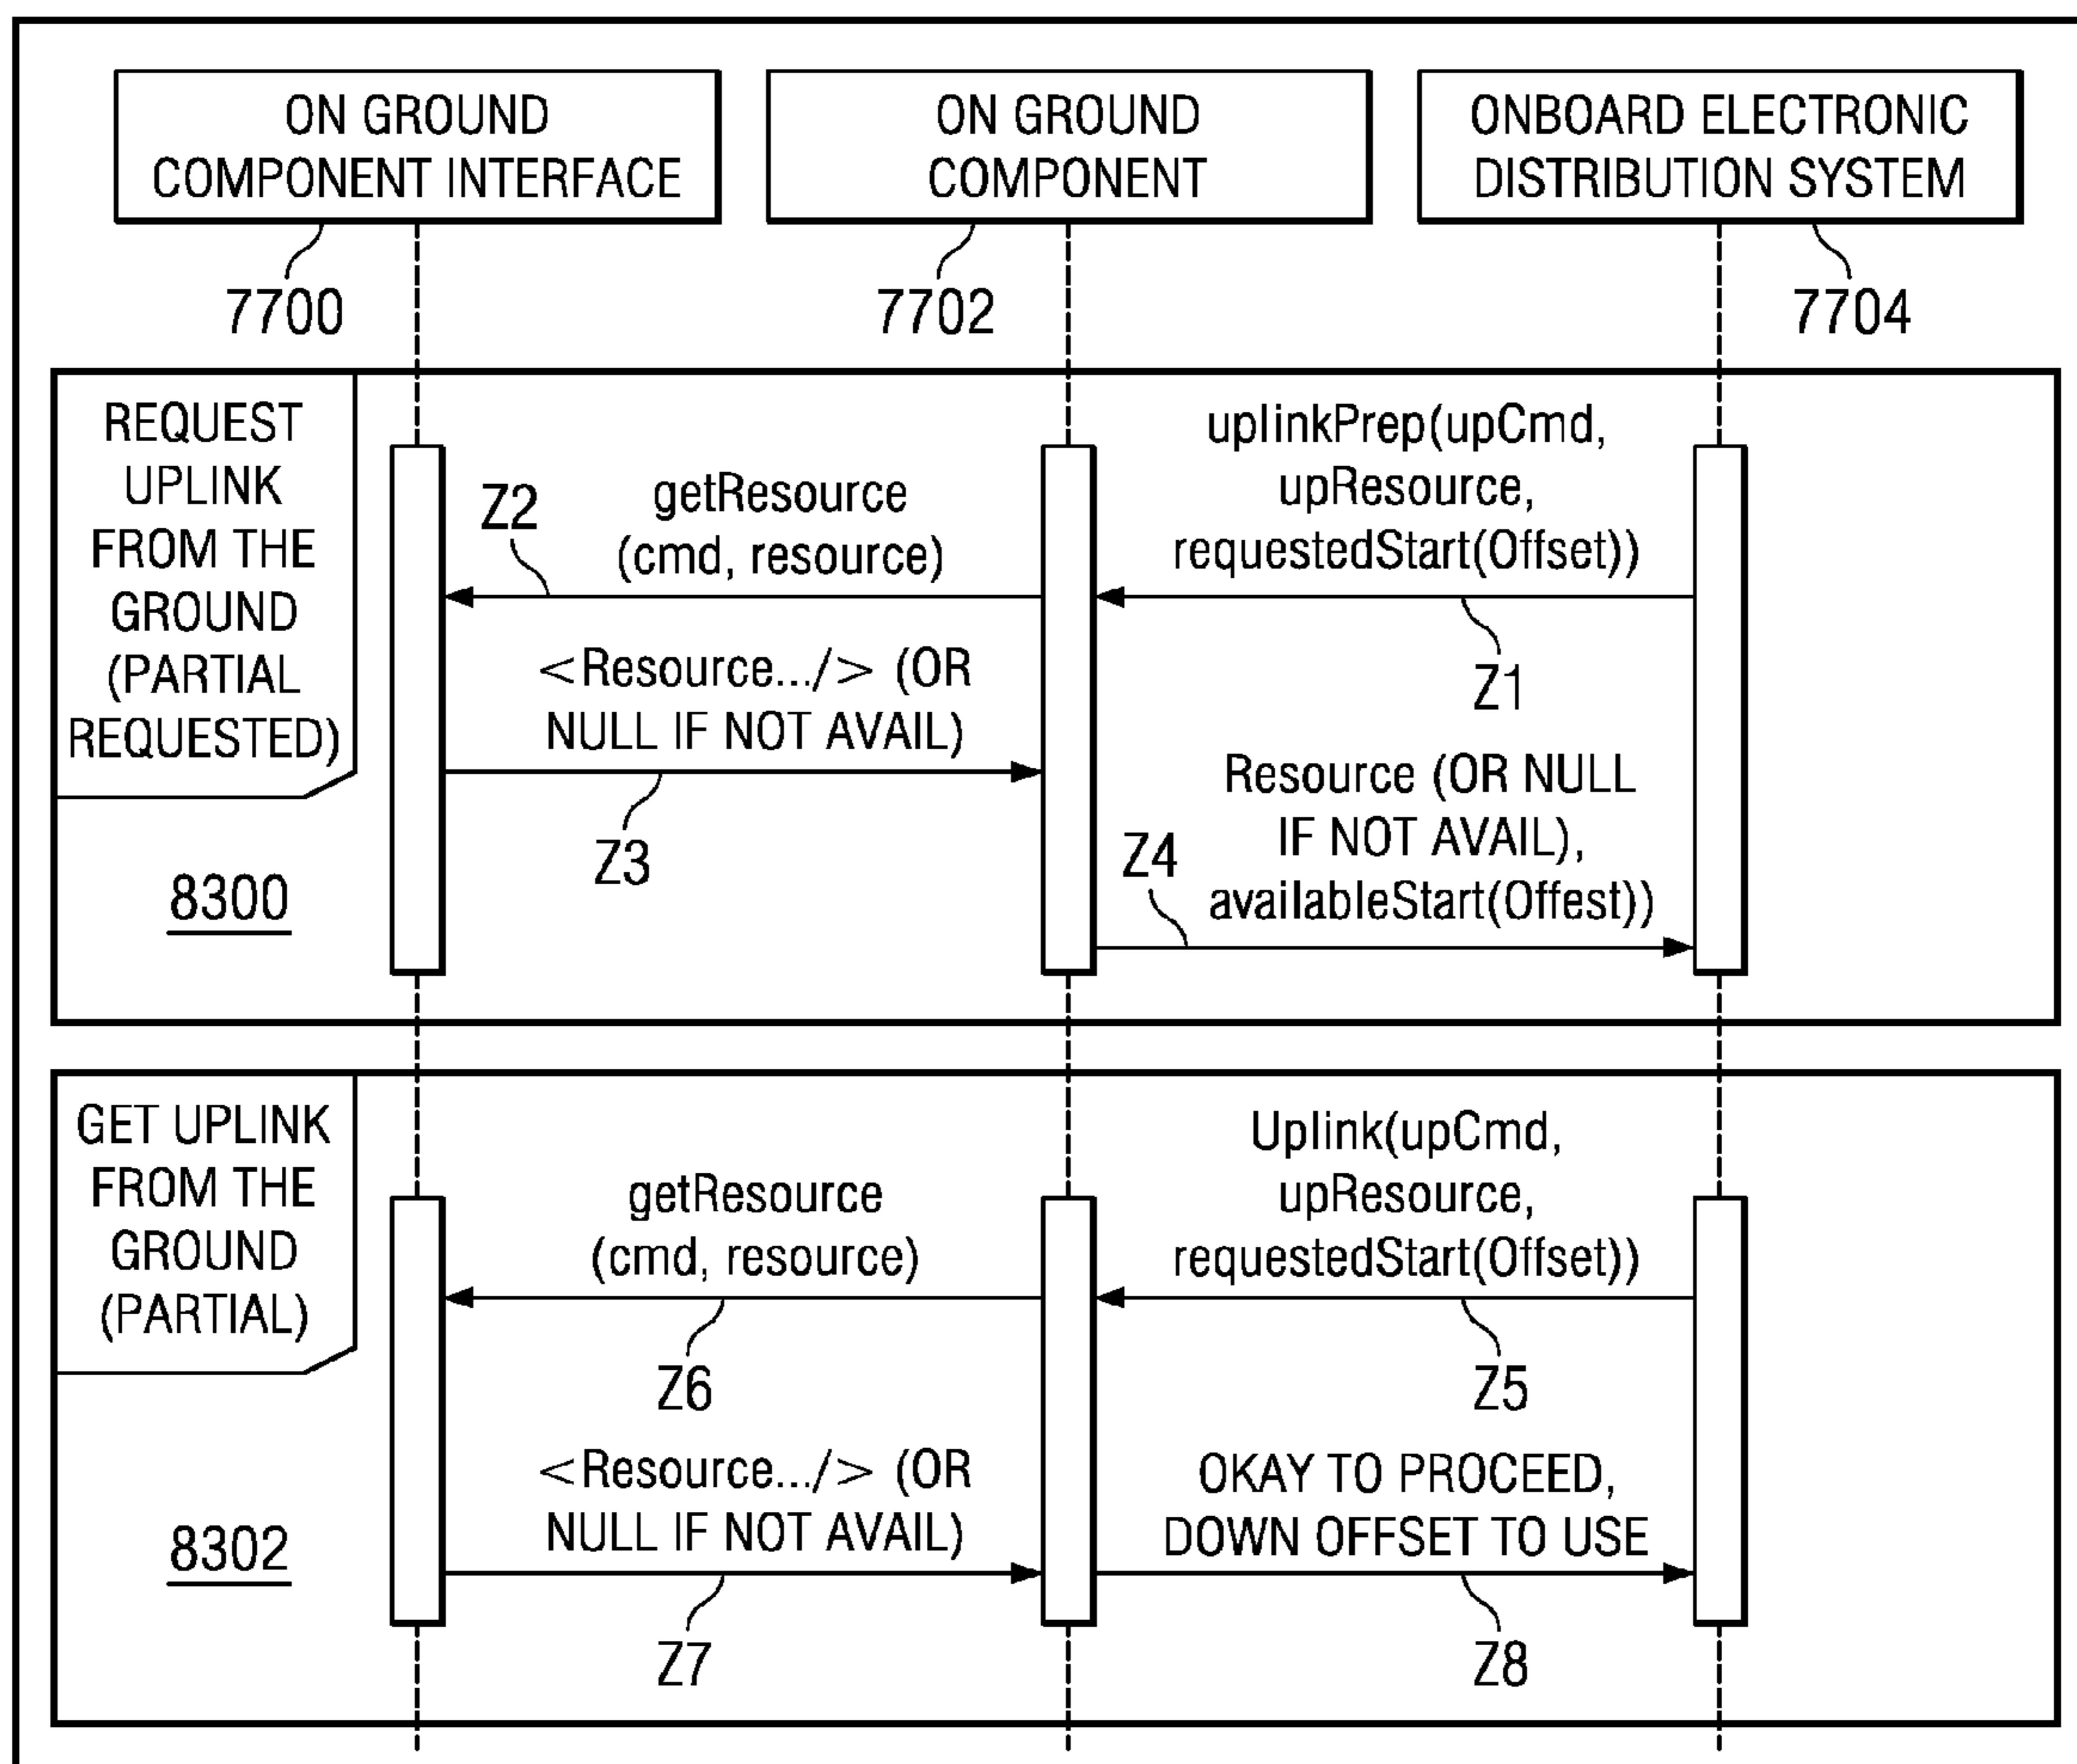 ON GROUND
COMPONENT INTERFACE
ON GROUND
COMPONENT
ONBOARD ELECTRONIC
DISTRIBUTION SYSTEM
7700
7702
7704
REQUEST
UPLINK
FROM THE
GROUND
(PARTIAL
REQUESTED)
8300
uplinkPrep(upCmd,
upResource,
requestedStart(Offset))
Z1
getResource
(cmd, resource)
Z2
<Resource.../> (OR
NULL IF NOT AVAIL)
Z3
Resource (OR NULL
IF NOT AVAIL),
availableStart(Offest))
Z4
GET UPLINK
FROM THE
GROUND
(PARTIAL)
8302
Uplink(upCmd,
upResource,
requestedStart(Offset))
Z5
getResource
(cmd, resource)
Z6
<Resource.../> (OR
NULL IF NOT AVAIL)
Z7
OKAY TO PROCEED,
DOWN OFFSET TO USE
Z8